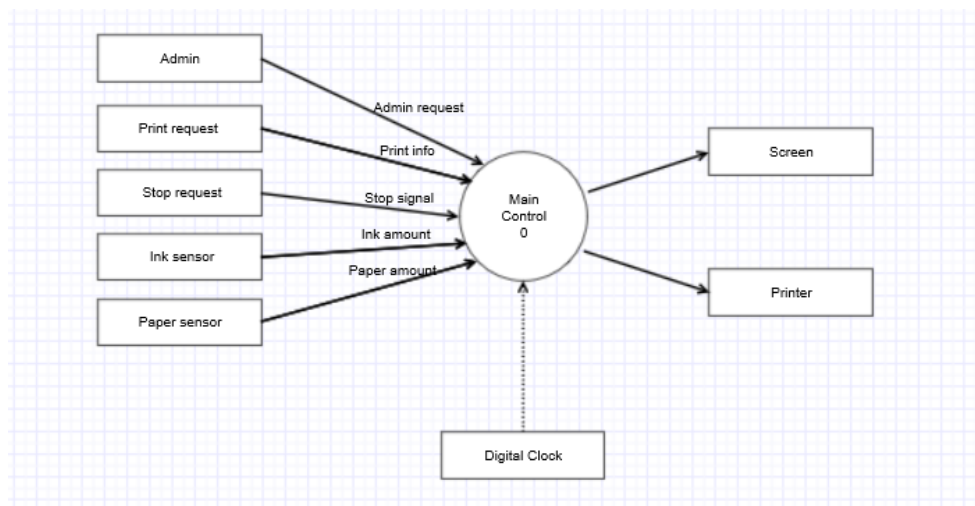 Admin
Admin request
Print request
Print info
Screen
Stop request
Stop signal
Main
Control
0
Ink amount
Ink sensor
Paper amount
Printer
Paper sensor
Digital Clock